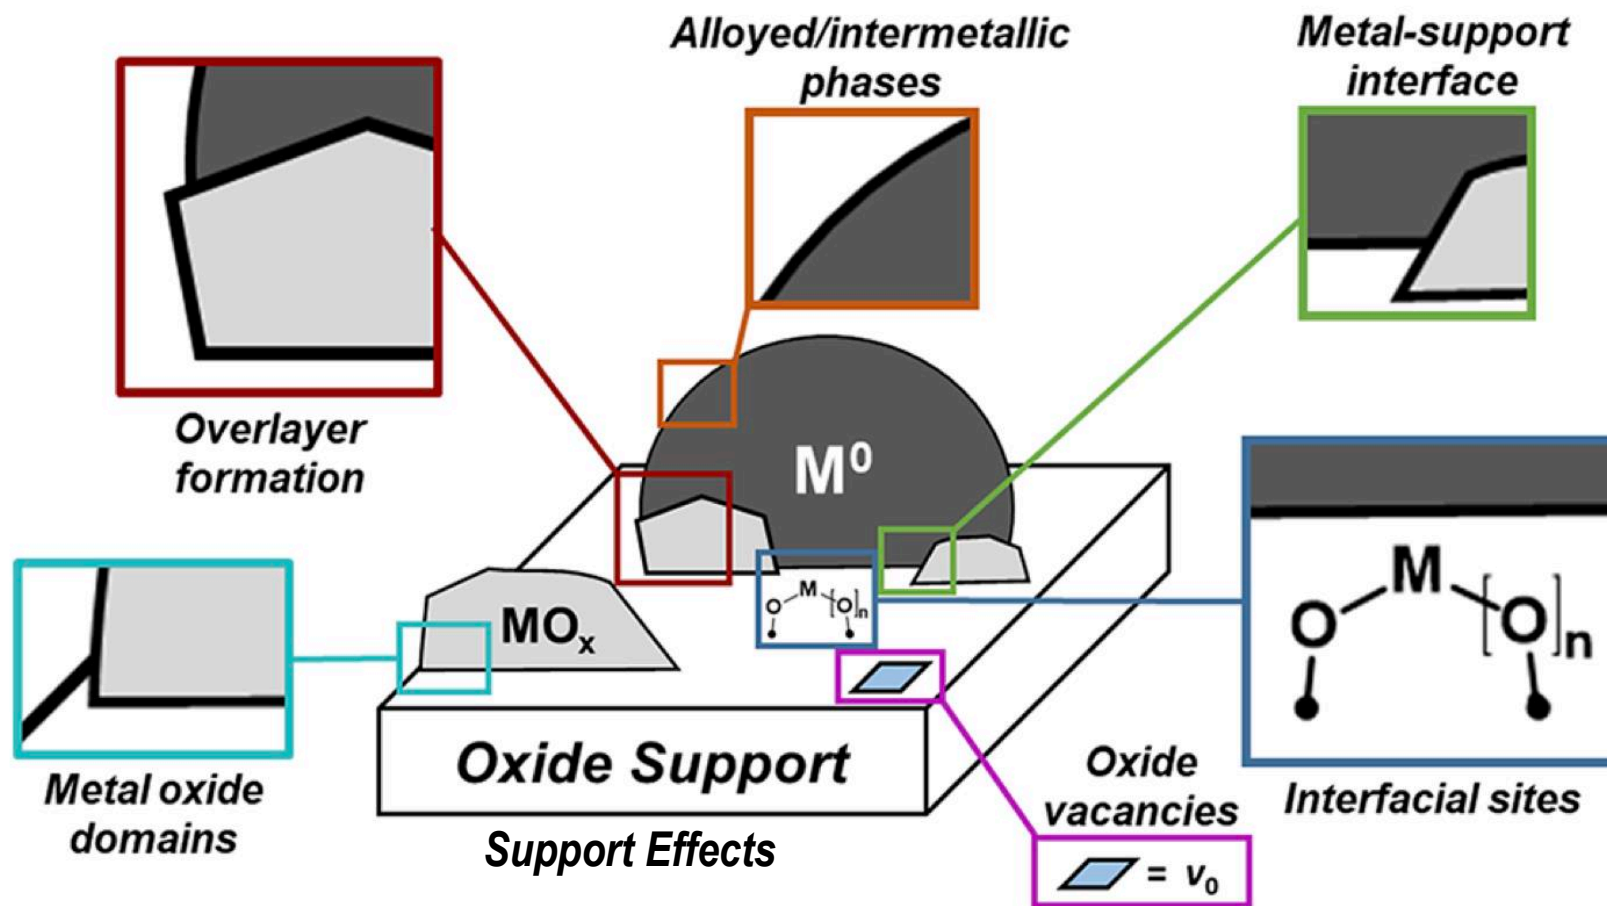 Alloyed/intermetallic
phases
Metal-support
interface
Overlayer
formation
M⁰
M
O
[O]ₙ
M
O
[O]ₙ
MOₓ
Metal oxide
domains
Oxide Support
Support Effects
Oxide
vacancies
= v₀
Interfacial sites